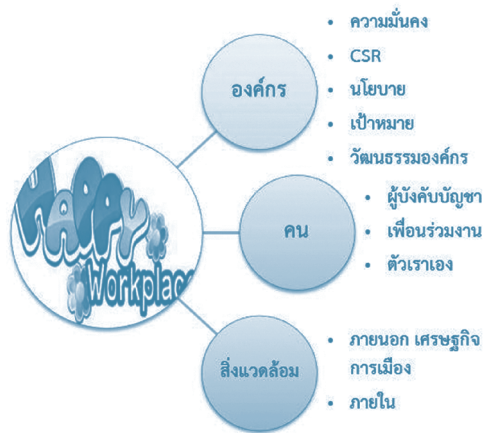 HAPPY
Workplace
องค์กร
• ความมั่นคง
• CSR
• นโยบาย
• เป้าหมาย
• วัฒนธรรมองค์กร
คน
• ผู้บังคับบัญชา
• เพื่อนร่วมงาน
• ตัวเราเอง
สิ่งแวดล้อม
• ภายนอก เศรษฐกิจ
การเมือง
• ภายใน